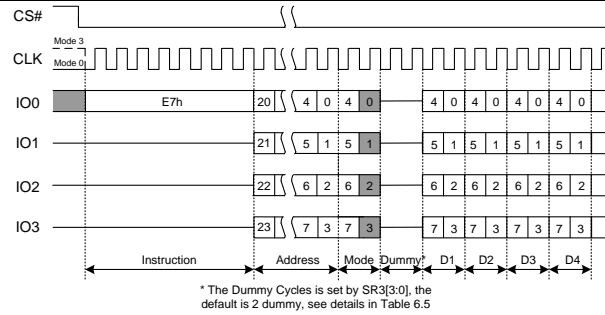 CS#
Mode 3
CLK Mode 0
IO0 E7h 20 4 0 4 0 4 0 4 0 4 0 4 0
IO1 21 5 1 5 1 5 1 5 1 5 1 5 1
IO2 22 6 2 6 2 6 2 6 2 6 2 6 2
IO3 23 7 3 7 3 7 3 7 3 7 3 7 3
Instruction Address Mode Dummy* D1 D2 D3 D4
* The Dummy Cycles is set by SR3[3:0], the
default is 2 dummy, see details in Table 6.5